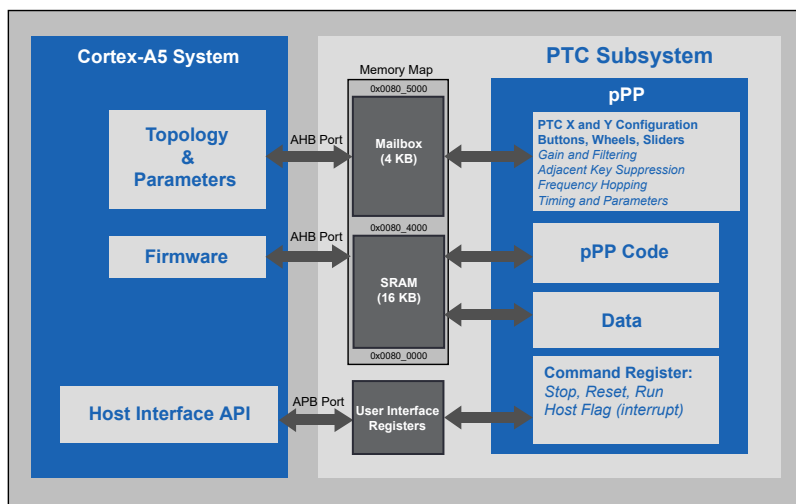 Cortex-A5 System
PTC Subsystem
Memory Map
pPP
0x0080_5000
Topology
&
Parameters
AHB Port
Mailbox
(4 KB)
PTC X and Y Configuration
Buttons, Wheels, Sliders
Gain and Filtering
Adjacent Key Suppression
Frequency Hopping
Timing and Parameters
0x0080_4000
Firmware
AHB Port
SRAM
(16 KB)
pPP Code
Data
0x0080_0000
Host Interface API
APB Port
User Interface
Registers
Command Register:
Stop, Reset, Run
Host Flag (interrupt)